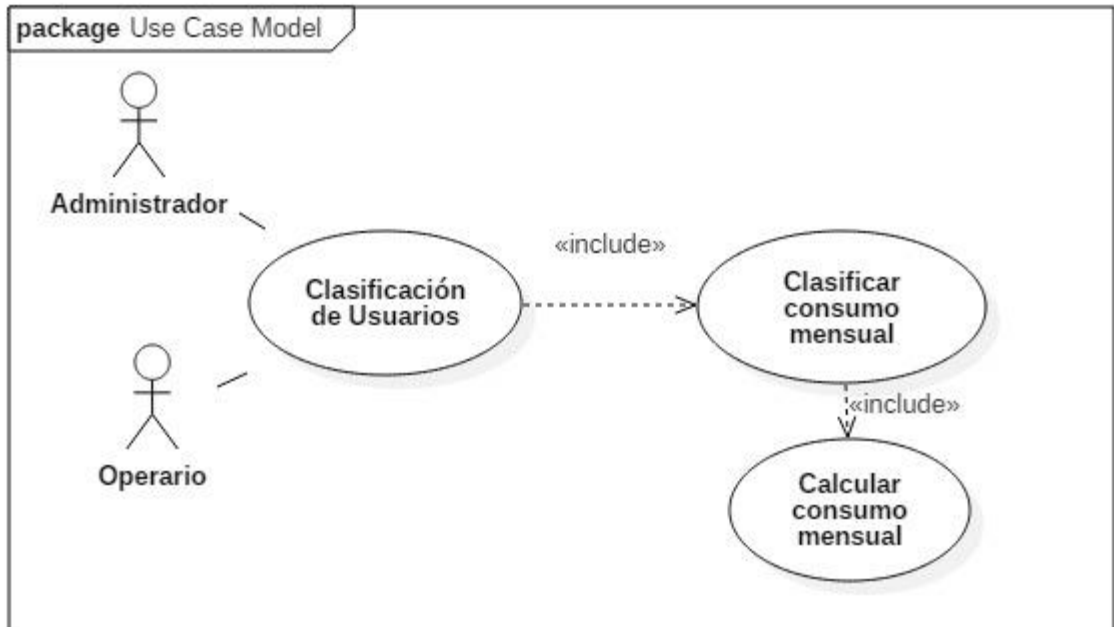 package Use Case Model
Administrador
«include»
Clasificación
de Usuarios
Clasificar
consumo
mensual
«include»
Operario
Calcular
consumo
mensual